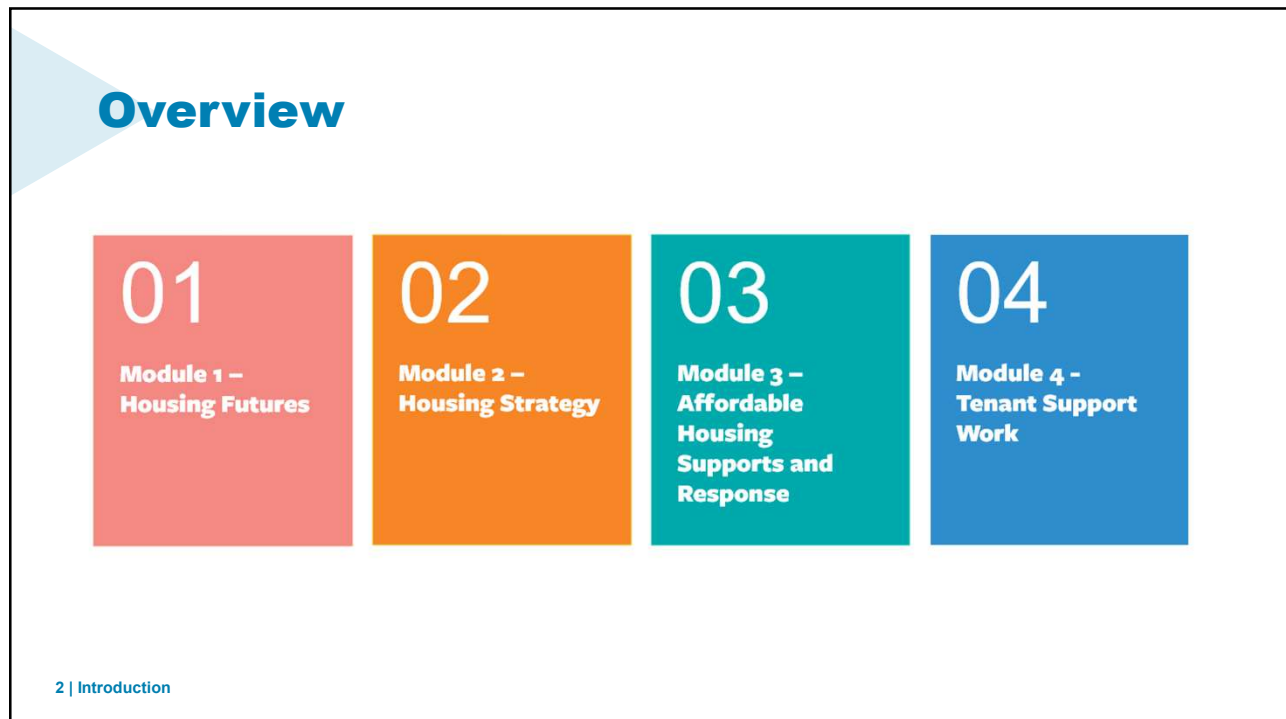 Overview
01
Module 1 –
Housing Futures
02
Module 2 –
Housing Strategy
03
Module 3 –
Affordable
Housing
Supports and
Response
04
Module 4 -
Tenant Support
Work
2 | Introduction